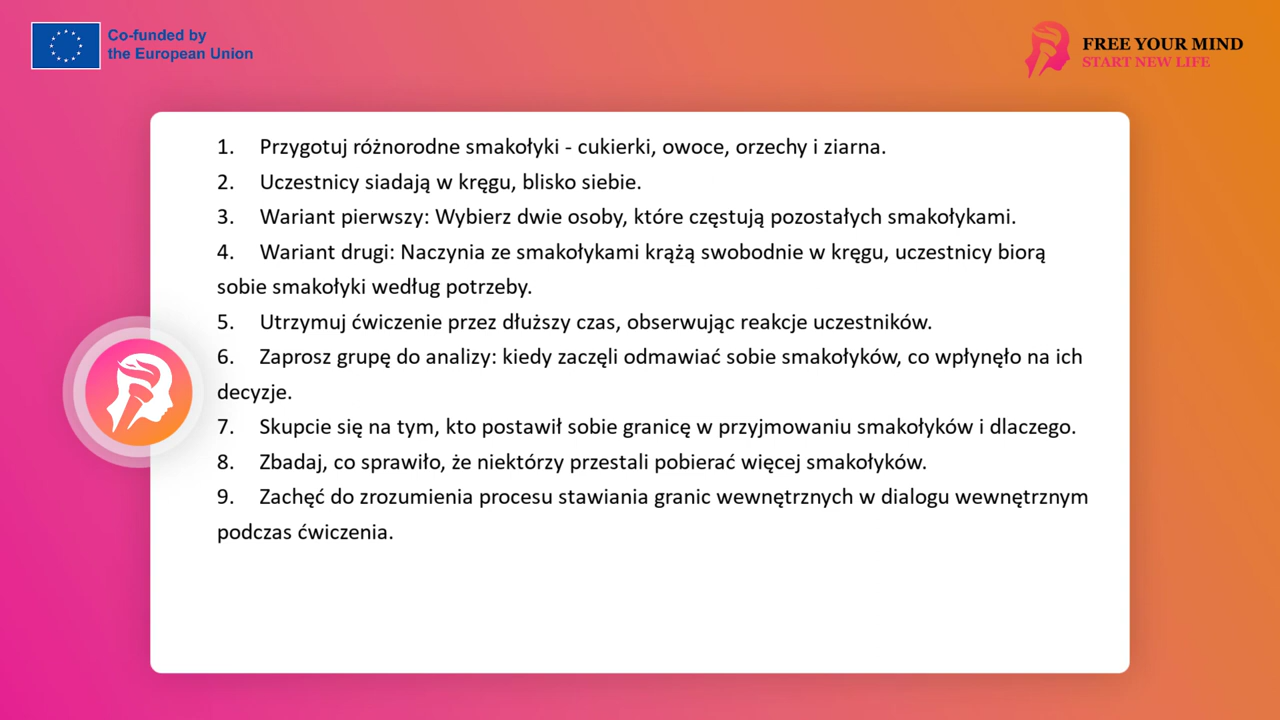 Co-funded by
the European Union
FREE YOUR MIND
START NEW LIFE
1. Przygotuj różnorodne smakołyki - cukierki, owoce, orzechy i ziarna.
2. Uczestnicy siadają w kręgu, blisko siebie.
3. Wariant pierwszy: Wybierz dwie osoby, które częstują pozostałych smakołykami.
4. Wariant drugi: Naczynia ze smakołykami krążą swobodnie w kręgu, uczestnicy biorą
sobie smakołyki według potrzeby.
5. Utrzymuj ćwiczenie przez dłuższy czas, obserwując reakcje uczestników.
6. Zaprosz grupę do analizy: kiedy zaczęli odmawiać sobie smakołyków, co wpłynęło na ich
decyzje.
7. Skupcie się na tym, kto postawił sobie granicę w przyjmowaniu smakołyków i dlaczego.
8. Zbadaj, co sprawiło, że niektórzy przestali pobierać więcej smakołyków.
9. Zachęć do zrozumienia procesu stawiania granic wewnętrznych w dialogu wewnętrznym
podczas ćwiczenia.